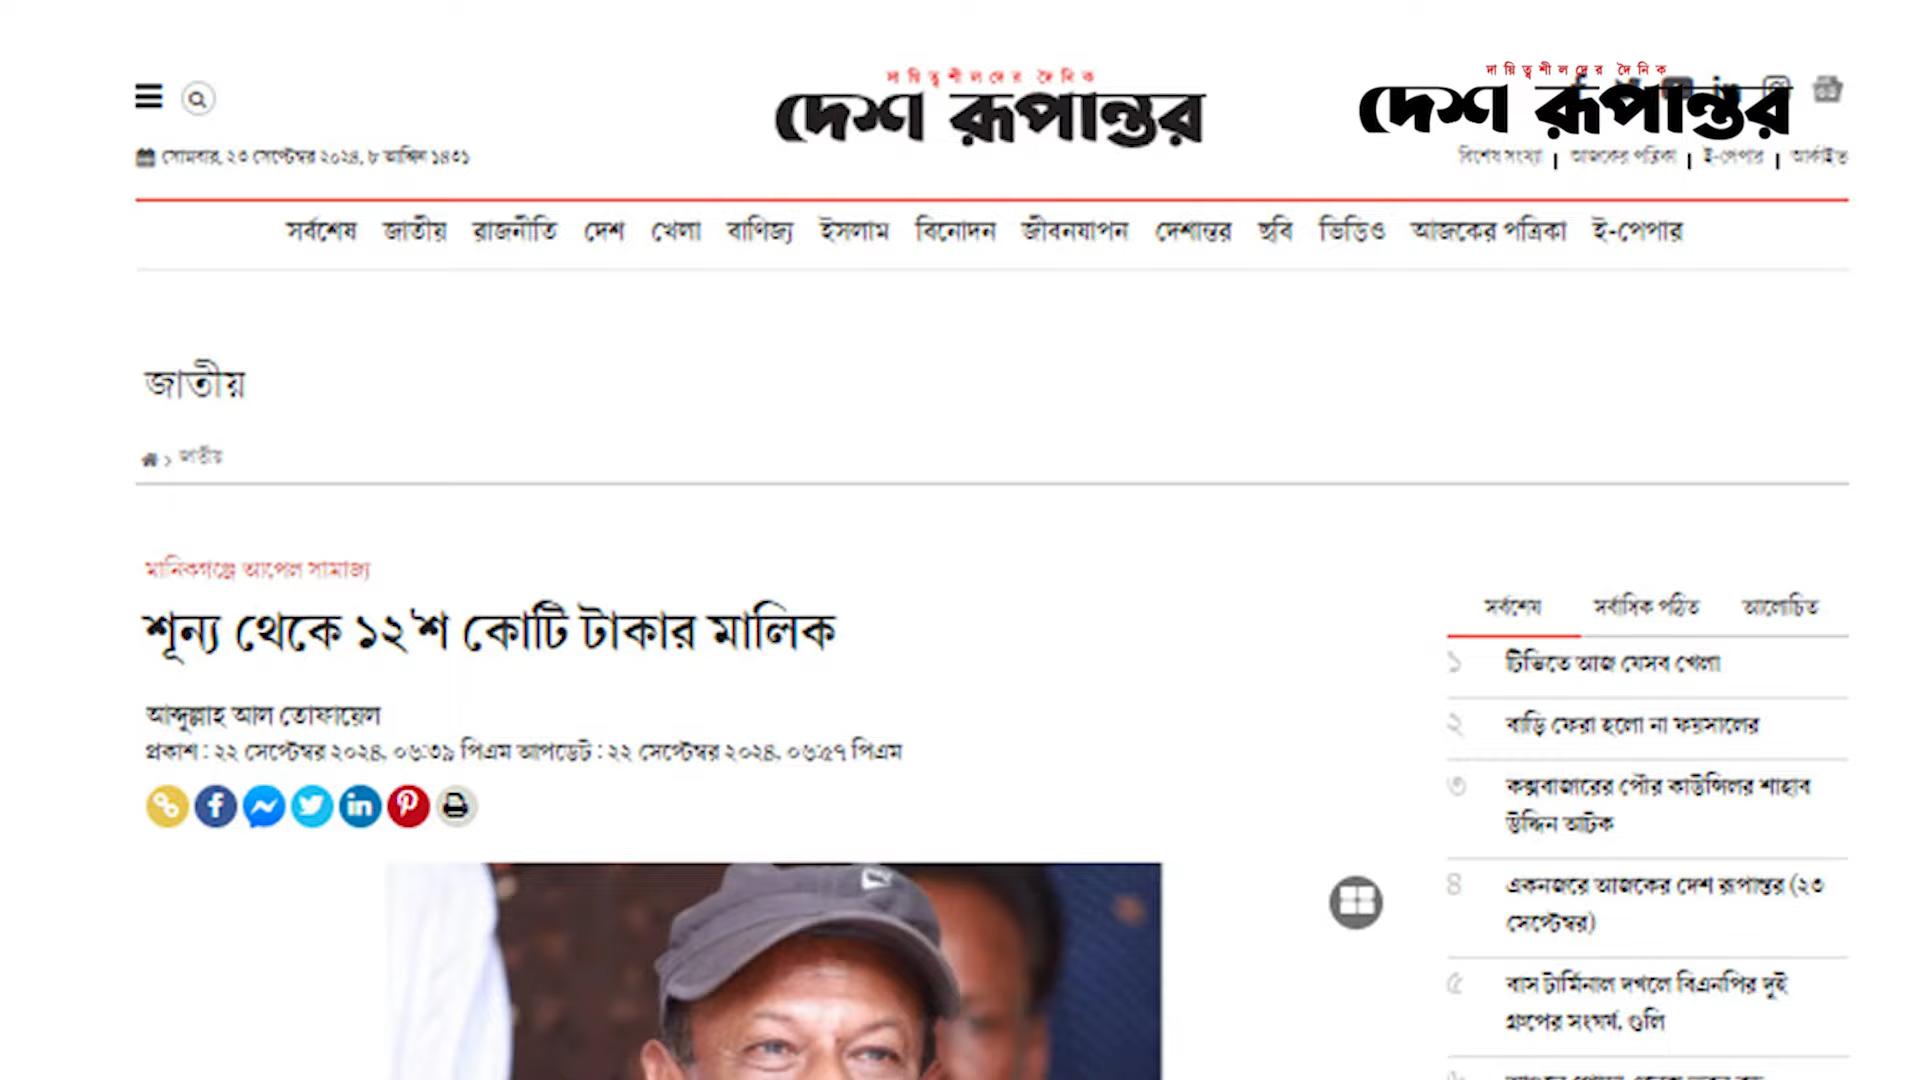 দায়িত্বশীলদের দৈনিক
দেশ রূপান্তর
দায়িত্বশীলদের দৈনিক
দেশ রূপান্তর
সোমবার, ২৩ সেপ্টেম্বর ২০২৪, ৮ আশ্বিন ১৪৩১
বিশেষ সংখ্যা | আজকের পত্রিকা | ই-পেপার | আর্কাইভ
সর্বশেষ জাতীয় রাজনীতি দেশ খেলা বাণিজ্য ইসলাম বিনোদন জীবনযাপন দেশান্তর ছবি ভিডিও আজকের পত্রিকা ই-পেপার
জাতীয়
> জাতীয়
মানিকগঞ্জে আপেল সাম্রাজ্য
শূন্য থেকে ১২'শ কোটি টাকার মালিক
আব্দুল্লাহ আল তোফায়েল
প্রকাশ : ২২ সেপ্টেম্বর ২০২৪, ০৬:৩৯ পিএম আপডেট : ২২ সেপ্টেম্বর ২০২৪, ০৬:৫৭ পিএম
সর্বশেষ সর্বাধিক পঠিত আলোচিত
১ টিভিতে আজ যেসব খেলা
২ বাড়ি ফেরা হলো না ফয়সালের
৩ কক্সবাজারের পৌর কাউন্সিলর শাহাব
উদ্দিন আটক
৪ একনজরে আজকের দেশ রূপান্তর (২৩
সেপ্টেম্বর)
৫ বাস টার্মিনাল দখলে বিএনপির দুই
গ্রুপের সংঘর্ষ, গুলি